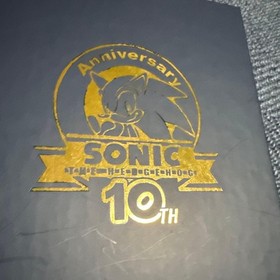 Anniversary
SONIC
THE HEDGEHOG
10TH